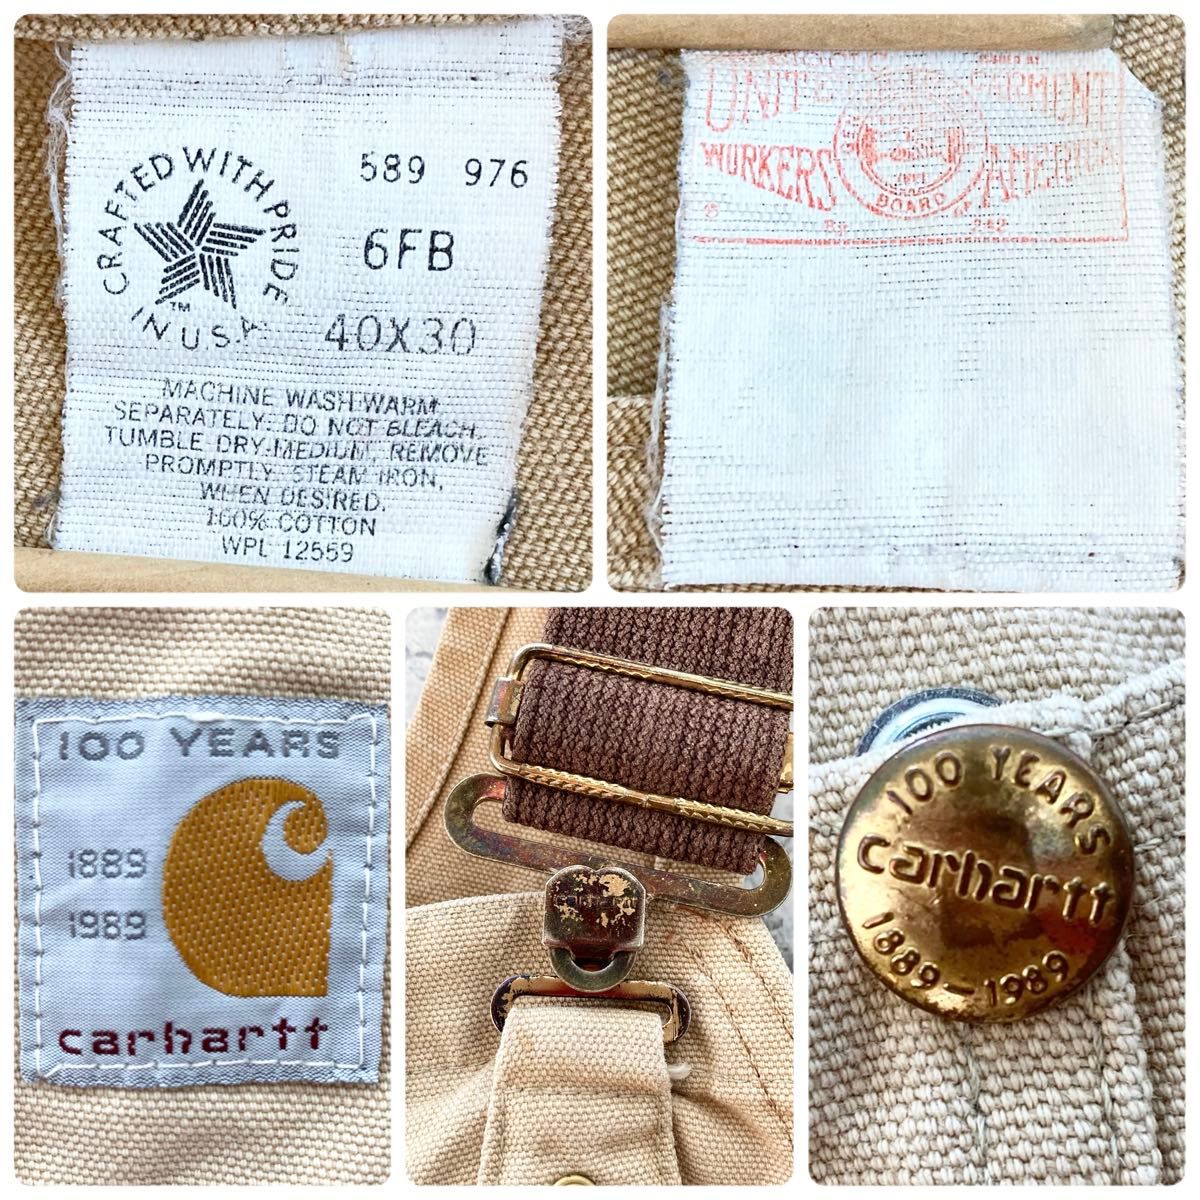 CRAFTED WITH PRIDE
IN U.S.A.
TM
589 976
6FB
40X30
MACHINE WASH WARM
SEPARATELY. DO NOT BLEACH.
TUMBLE DRY-MEDIUM, REMOVE
PROMPTLY. STEAM IRON,
WHEN DESIRED.
100% COTTON
WPL 12559
GARMENT
WORKERS
AMERICA
BOARD
100 YEARS
1889
1989
carhartt
carhartt
100 YEARS
carhartt
1889-1989